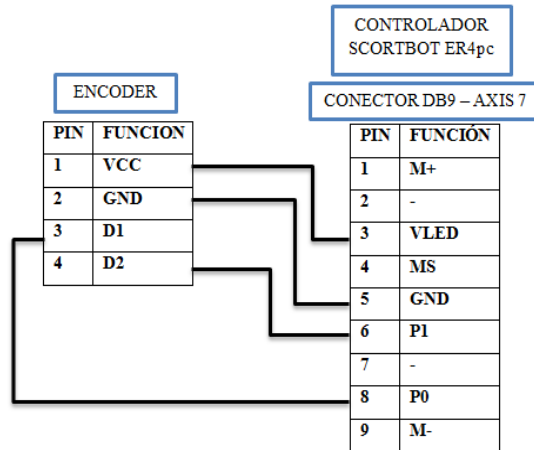 CONTROLADOR
SCORTBOT ER4pc
ENCODER
CONECTOR DB9 – AXIS 7
PIN FUNCION
1 VCC
2 GND
3 D1
4 D2
PIN FUNCIÓN
1 M+
2 -
3 VLED
4 MS
5 GND
6 P1
7 -
8 P0
9 M-